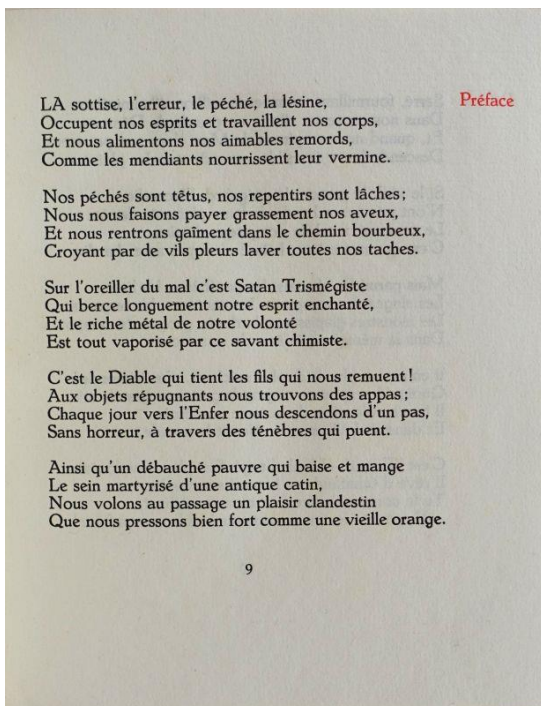 Préface
LA sottise, l'erreur, le péché, la lésine,
Occupent nos esprits et travaillent nos corps,
Et nous alimentons nos aimables remords,
Comme les mendiants nourrissent leur vermine.
Nos péchés sont têtus, nos repentirs sont lâches;
Nous nous faisons payer grassement nos aveux,
Et nous rentrons gaîment dans le chemin bourbeux,
Croyant par de vils pleurs laver toutes nos taches.
Sur l'oreiller du mal c'est Satan Trismégiste
Qui berce longuement notre esprit enchanté,
Et le riche métal de notre volonté
Est tout vaporisé par ce savant chimiste.
C'est le Diable qui tient les fils qui nous remuent!
Aux objets répugnants nous trouvons des appas;
Chaque jour vers l'Enfer nous descendons d'un pas,
Sans horreur, à travers des ténèbres qui puent.
Ainsi qu'un débauché pauvre qui baise et mange
Le sein martyrisé d'une antique catin,
Nous volons au passage un plaisir clandestin
Que nous pressons bien fort comme une vieille orange.
9